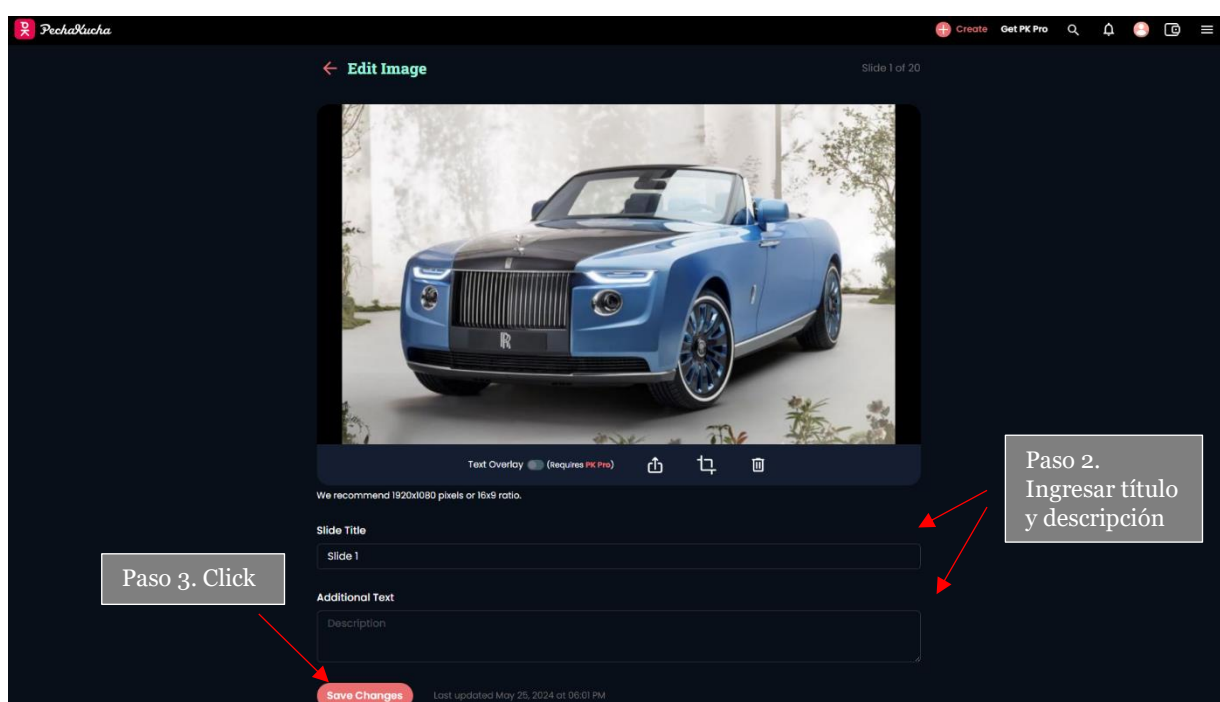 PechaKucha
Create Get PK Pro
Edit Image
Slide 1 of 20
Text Overlay (Requires PK Pro)
We recommend 1920x1080 pixels or 16x9 ratio.
Paso 2.
Ingresar título
y descripción
Slide Title
Slide 1
Paso 3. Click
Additional Text
Description
Save Changes
Last updated May 25, 2024 at 06:01 PM